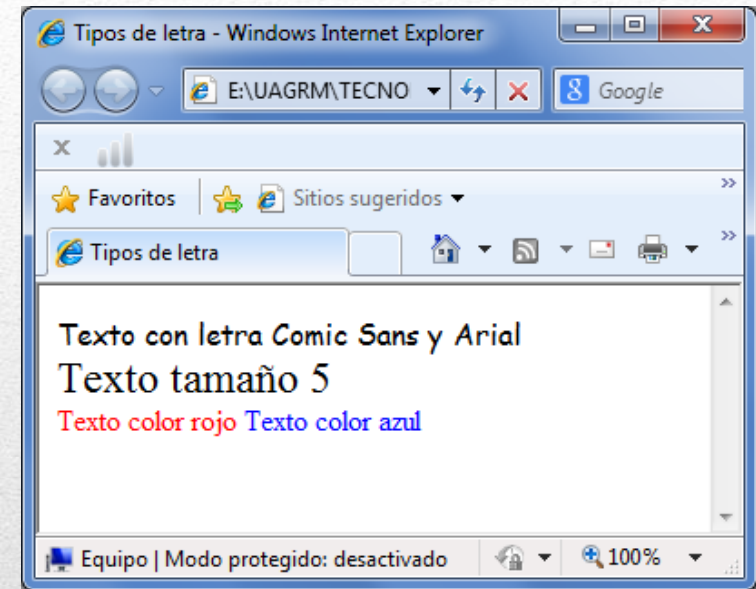 Tipos de letra - Windows Internet Explorer
E:\UAGRM\TECNO
Google
Favoritos Sitios sugeridos
Tipos de letra
Texto con letra Comic Sans y Arial
Texto tamaño 5
Texto color rojo Texto color azul
Equipo | Modo protegido: desactivado 100%